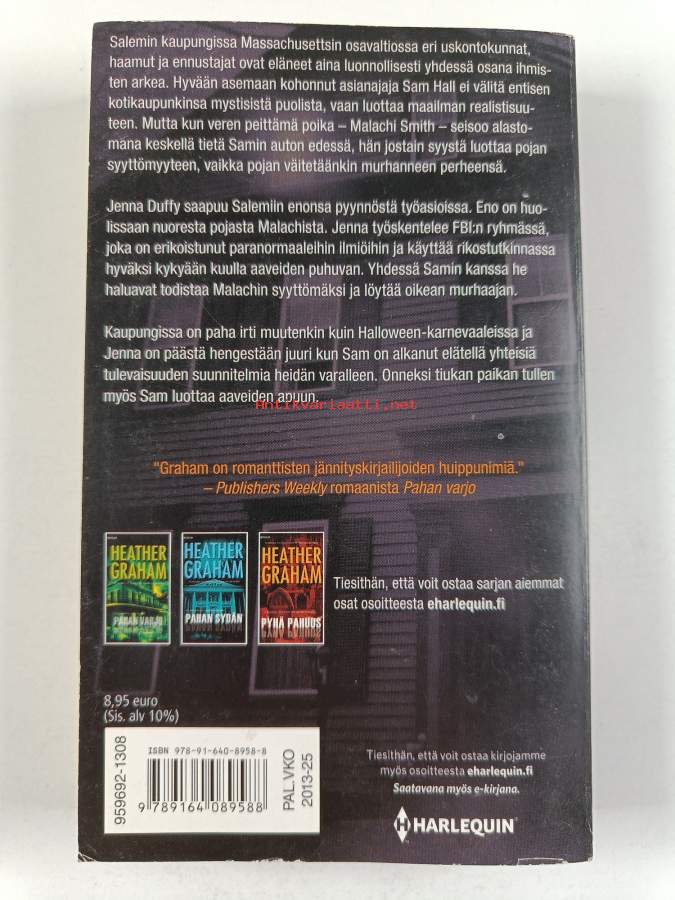 Salemin kaupungissa Massachusettsin osavaltiossa eri uskontokunnat,
haamut ja ennustajat ovat eläneet aina luonnollisesti yhdessä osana ihmis-
ten arkea. Hyvään asemaan kohonnut asianajaja Sam Hall ei välitä entisen
kotikaupunkinsa mystisistä puolista, vaan luottaa maailman realistisuu-
teen. Mutta kun veren peittämä poika – Malachi Smith – seisoo alasto-
mana keskellä tietä Samin auton edessä, hän jostain syystä luottaa pojan
syyttömyyteen, vaikka pojan väitetäänkin murhanneen perheensä.
Jenna Duffy saapuu Salemiin enonsa pyynnöstä työasioissa. Eno on huo-
lissaan nuoresta pojasta Malachista. Jenna työskentelee FBI:n ryhmässä,
joka on erikoistunut paranormaaleihin ilmiöihin ja käyttää rikostutkinnassa
hyväksi kykyään kuulla aaveiden puhuvan. Yhdessä Samin kanssa he
haluavat todistaa Malachin syyttömäksi ja löytää oikean murhaajan.
Kaupungissa on paha irti muutenkin kuin Halloween-karnevaaleissa ja
Jenna on päästä hengestään juuri kun Sam on alkanut elätellä yhteisiä
tulevaisuuden suunnitelmia heidän varalleen. Onneksi tiukan paikan tullen
myös Sam luottaa aaveiden apuun.
Antikvariaatti.net
"Graham on romanttisten jännityskirjailijoiden huippunimiä."
– Publishers Weekly romaanista Pahan varjo
HEATHER
GRAHAM
PAHAN VARJO
HEATHER
GRAHAM
PAHAN SYDÄN
HEATHER
GRAHAM
PYHÄ PAHUUS
Tiesithän, että voit ostaa sarjan aiemmat
osat osoitteesta eharlequin.fi
8,95 euro
(Sis. alv 10%)
959692-1308
ISBN 978-91-640-8958-8
9 789164 089588
PAL.VKO
2013-25
Tiesithän, että voit ostaa kirjojamme
myös osoitteesta eharlequin.fi
Saatavana myös e-kirjana.
H HARLEQUIN